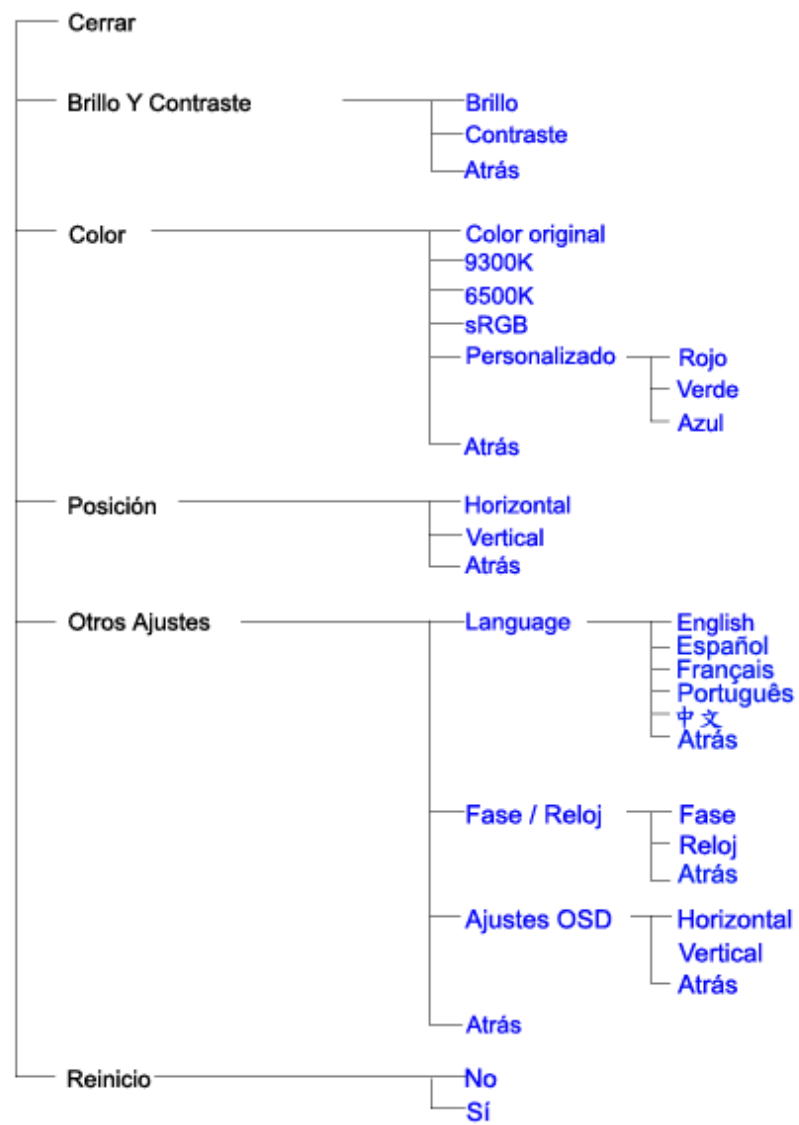 Cerrar
Brillo Y Contraste
Brillo
Contraste
Atrás
Color
Color original
9300K
6500K
sRGB
Personalizado
Rojo
Verde
Azul
Atrás
Posición
Horizontal
Vertical
Atrás
Otros Ajustes
Language
English
Español
Français
Português
中文
Atrás
Fase / Reloj
Fase
Reloj
Atrás
Ajustes OSD
Horizontal
Vertical
Atrás
Atrás
Reinicio
No
Sí